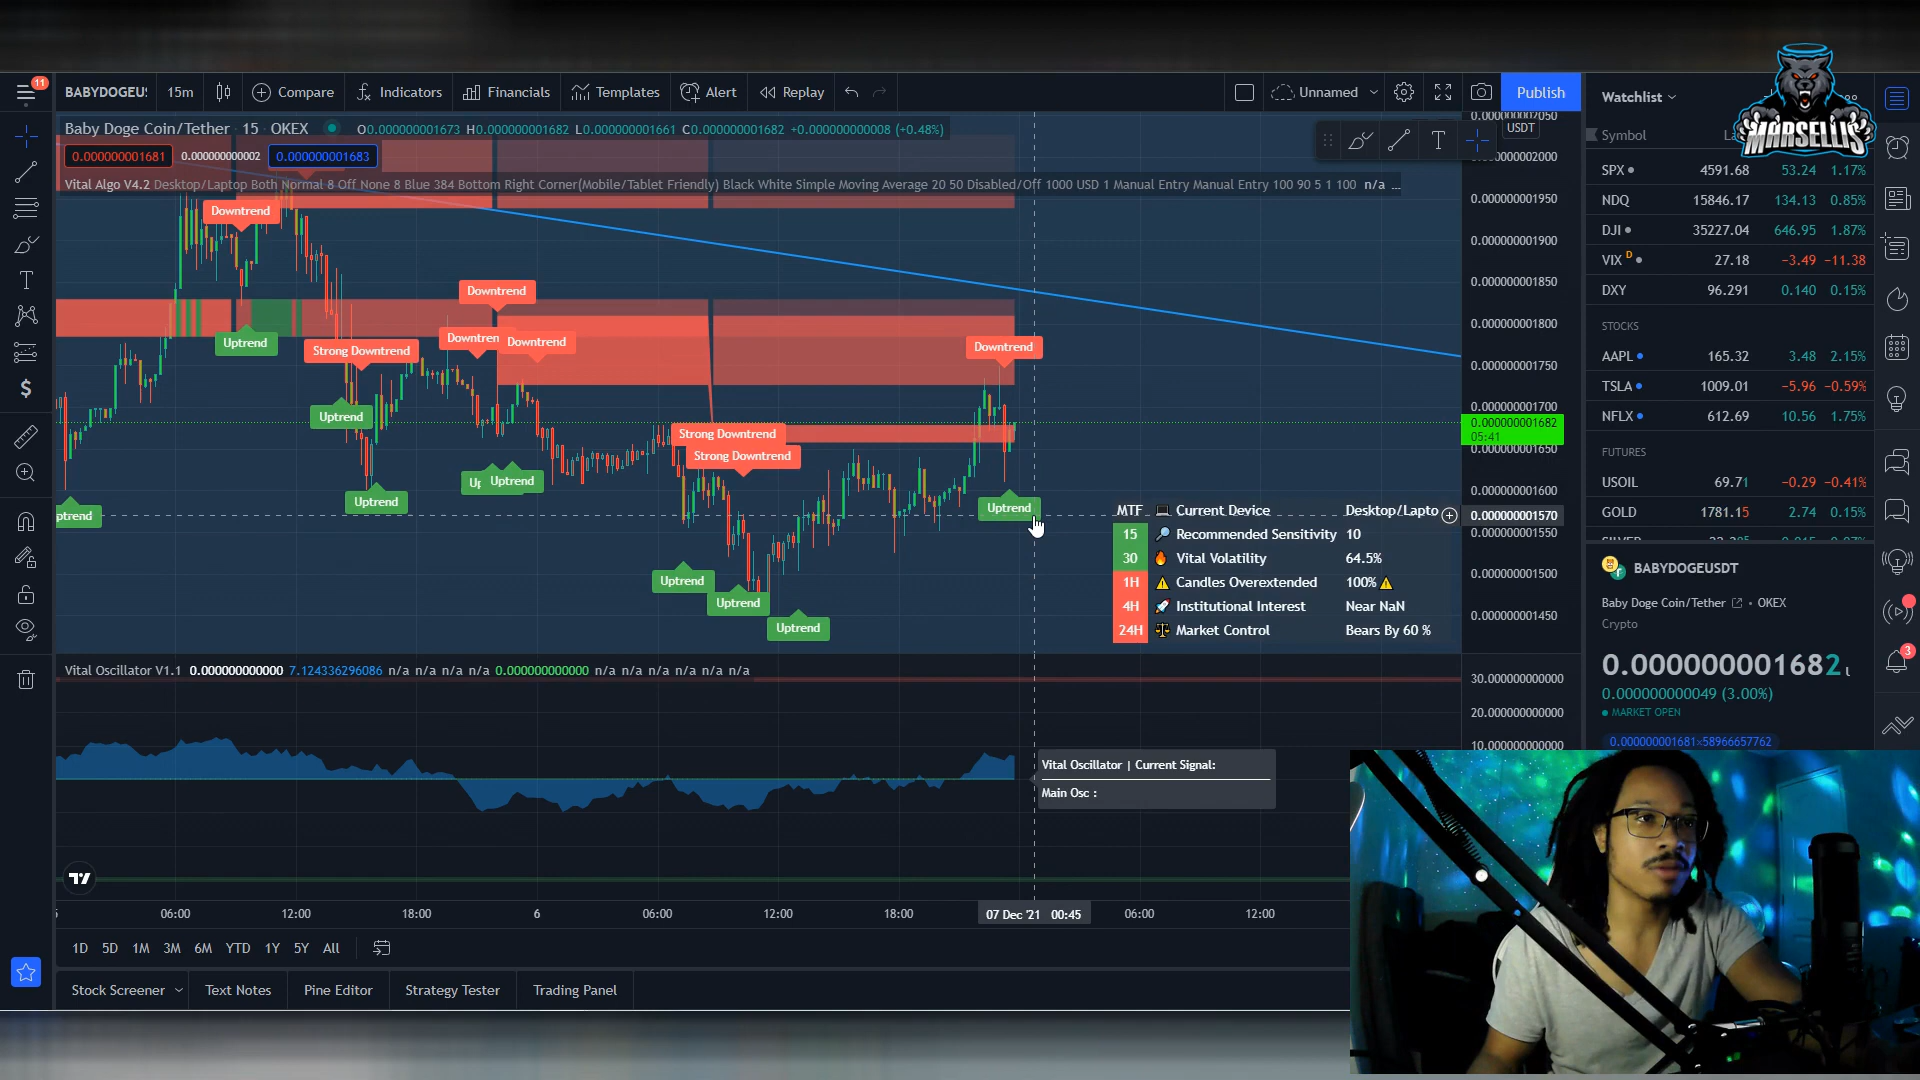 11
BABYDOGEU
15m
Compare
Indicators
Financials
Templates
Alert
Replay
Unnamed
Publish
Watchlist
MARSELLIS
Baby Doge Coin/Tether · 15 · OKEX
O0.000000001673 H0.000000001682 L0.000000001661 C0.000000001682 +0.000000000008 (+0.48%)
0.000000001681
0.000000000002
0.000000001683
Vital Algo V4.2 Desktop/Laptop Both Normal 8 Off None 8 Blue 384 Bottom Right Corner(Mobile/Tablet Friendly) Black White Simple Moving Average 20 50 Disabled/Off 1000 USD 1 Manual Entry Manual Entry 100 90 5 1 100 n/a ...
USDT
Downtrend
Uptrend
Strong Downtrend
Uptrend
Uptrend
Downtrend
Downtren
Downtrend
Uptrend
Strong Downtrend
Strong Downtrend
Uptrend
Uptrend
Uptrend
Downtrend
Uptrend
ptrend
0.000000002050
0.000000002000
0.000000001950
0.000000001900
0.000000001850
0.000000001800
0.000000001750
0.000000001700
0.000000001682
05:41
0.000000001650
0.000000001600
0.000000001570
0.000000001550
0.000000001500
0.000000001450
MTF Current Device Desktop/Lapto
15 Recommended Sensitivity 10
30 Vital Volatility 64.5%
1H Candles Overextended 100%
4H Institutional Interest Near NaN
24H Market Control Bears By 60 %
Vital Oscillator V1.1 0.000000000000 7.124336296086 n/a n/a n/a n/a 0.000000000000 n/a n/a n/a n/a n/a n/a
30.000000000000
20.000000000000
10.000000000000
Vital Oscillator | Current Signal:
Main Osc :
06:00
12:00
18:00
6
06:00
12:00
18:00
07 Dec '21 00:45
06:00
12:00
1D 5D 1M 3M 6M YTD 1Y 5Y All
Stock Screener
Text Notes
Pine Editor
Strategy Tester
Trading Panel
Symbol
SPX 4591.68 53.24 1.17%
NDQ 15846.17 134.13 0.85%
DJI 35227.04 646.95 1.87%
VIX D 27.18 −3.49 −11.38
DXY 96.291 0.140 0.15%
STOCKS
AAPL 165.32 3.48 2.15%
TSLA 1009.01 −5.96 −0.59%
NFLX 612.69 10.56 1.75%
FUTURES
USOIL 69.71 −0.29 −0.41%
GOLD 1781.15 2.74 0.15%
BABYDOGEUSDT
Baby Doge Coin/Tether · OKEX
Crypto
0.000000001682
0.000000000049 (3.00%)
MARKET OPEN
0.000000001681×58966657762
3